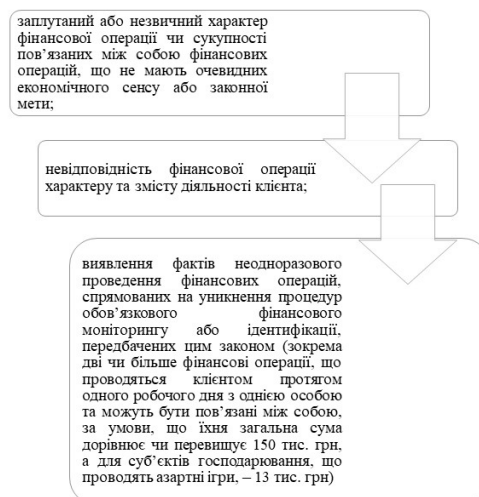 заплутаний або незвичний характер
фінансової операції чи сукупності
пов’язаних між собою фінансових
операцій, що не мають очевидних
економічного сенсу або законної
мети;
невідповідність фінансової операції
характеру та змісту діяльності клієнта;
виявлення фактів неодноразового
проведення фінансових операцій,
спрямованих на уникнення процедур
обов’язкового фінансового
моніторингу або ідентифікації,
передбачених цим законом (зокрема
дві чи більше фінансові операції, що
проводяться клієнтом протягом
одного робочого дня з однією особою
та можуть бути пов’язані між собою,
за умови, що їхня загальна сума
дорівнює чи перевищує 150 тис. грн,
а для суб’єктів господарювання, що
проводять азартні ігри, – 13 тис. грн)